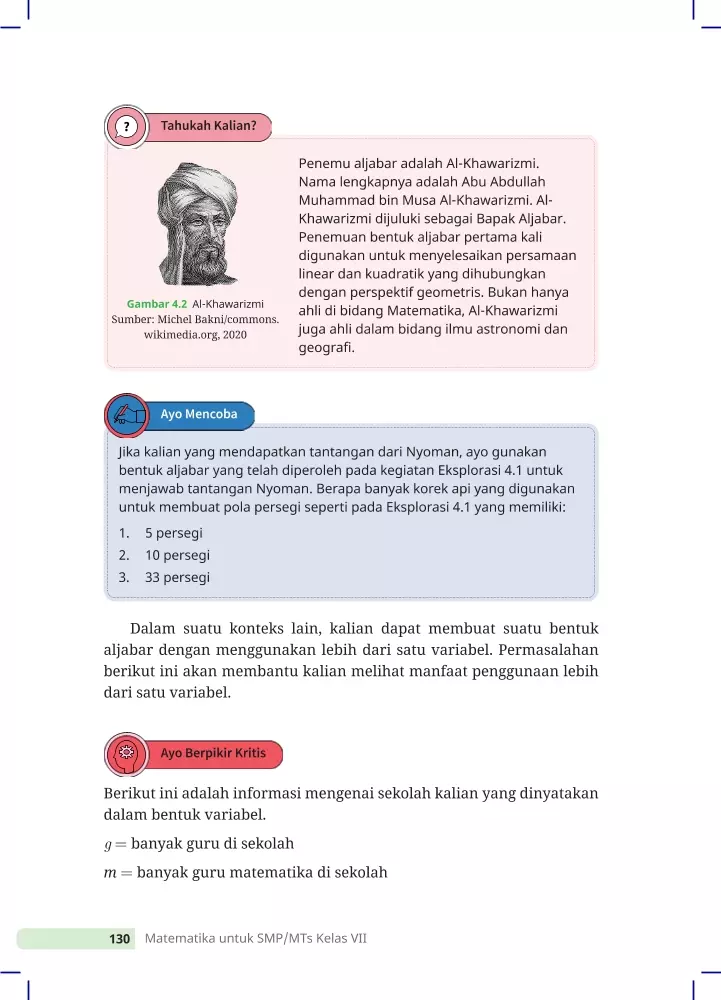 ?
Tahukah Kalian?
Gambar 4.2 Al-Khawarizmi
Sumber: Michel Bakni/commons.
wikimedia.org, 2020
Penemu aljabar adalah Al-Khawarizmi.
Nama lengkapnya adalah Abu Abdullah
Muhammad bin Musa Al-Khawarizmi. Al-
Khawarizmi dijuluki sebagai Bapak Aljabar.
Penemuan bentuk aljabar pertama kali
digunakan untuk menyelesaikan persamaan
linear dan kuadratik yang dihubungkan
dengan perspektif geometris. Bukan hanya
ahli di bidang Matematika, Al-Khawarizmi
juga ahli dalam bidang ilmu astronomi dan
geografi.
Ayo Mencoba
Jika kalian yang mendapatkan tantangan dari Nyoman, ayo gunakan
bentuk aljabar yang telah diperoleh pada kegiatan Eksplorasi 4.1 untuk
menjawab tantangan Nyoman. Berapa banyak korek api yang digunakan
untuk membuat pola persegi seperti pada Eksplorasi 4.1 yang memiliki:
1. 5 persegi
2. 10 persegi
3. 33 persegi
Dalam suatu konteks lain, kalian dapat membuat suatu bentuk
aljabar dengan menggunakan lebih dari satu variabel. Permasalahan
berikut ini akan membantu kalian melihat manfaat penggunaan lebih
dari satu variabel.
Ayo Berpikir Kritis
Berikut ini adalah informasi mengenai sekolah kalian yang dinyatakan
dalam bentuk variabel.
g = banyak guru di sekolah
m = banyak guru matematika di sekolah
130 Matematika untuk SMP/MTs Kelas VII